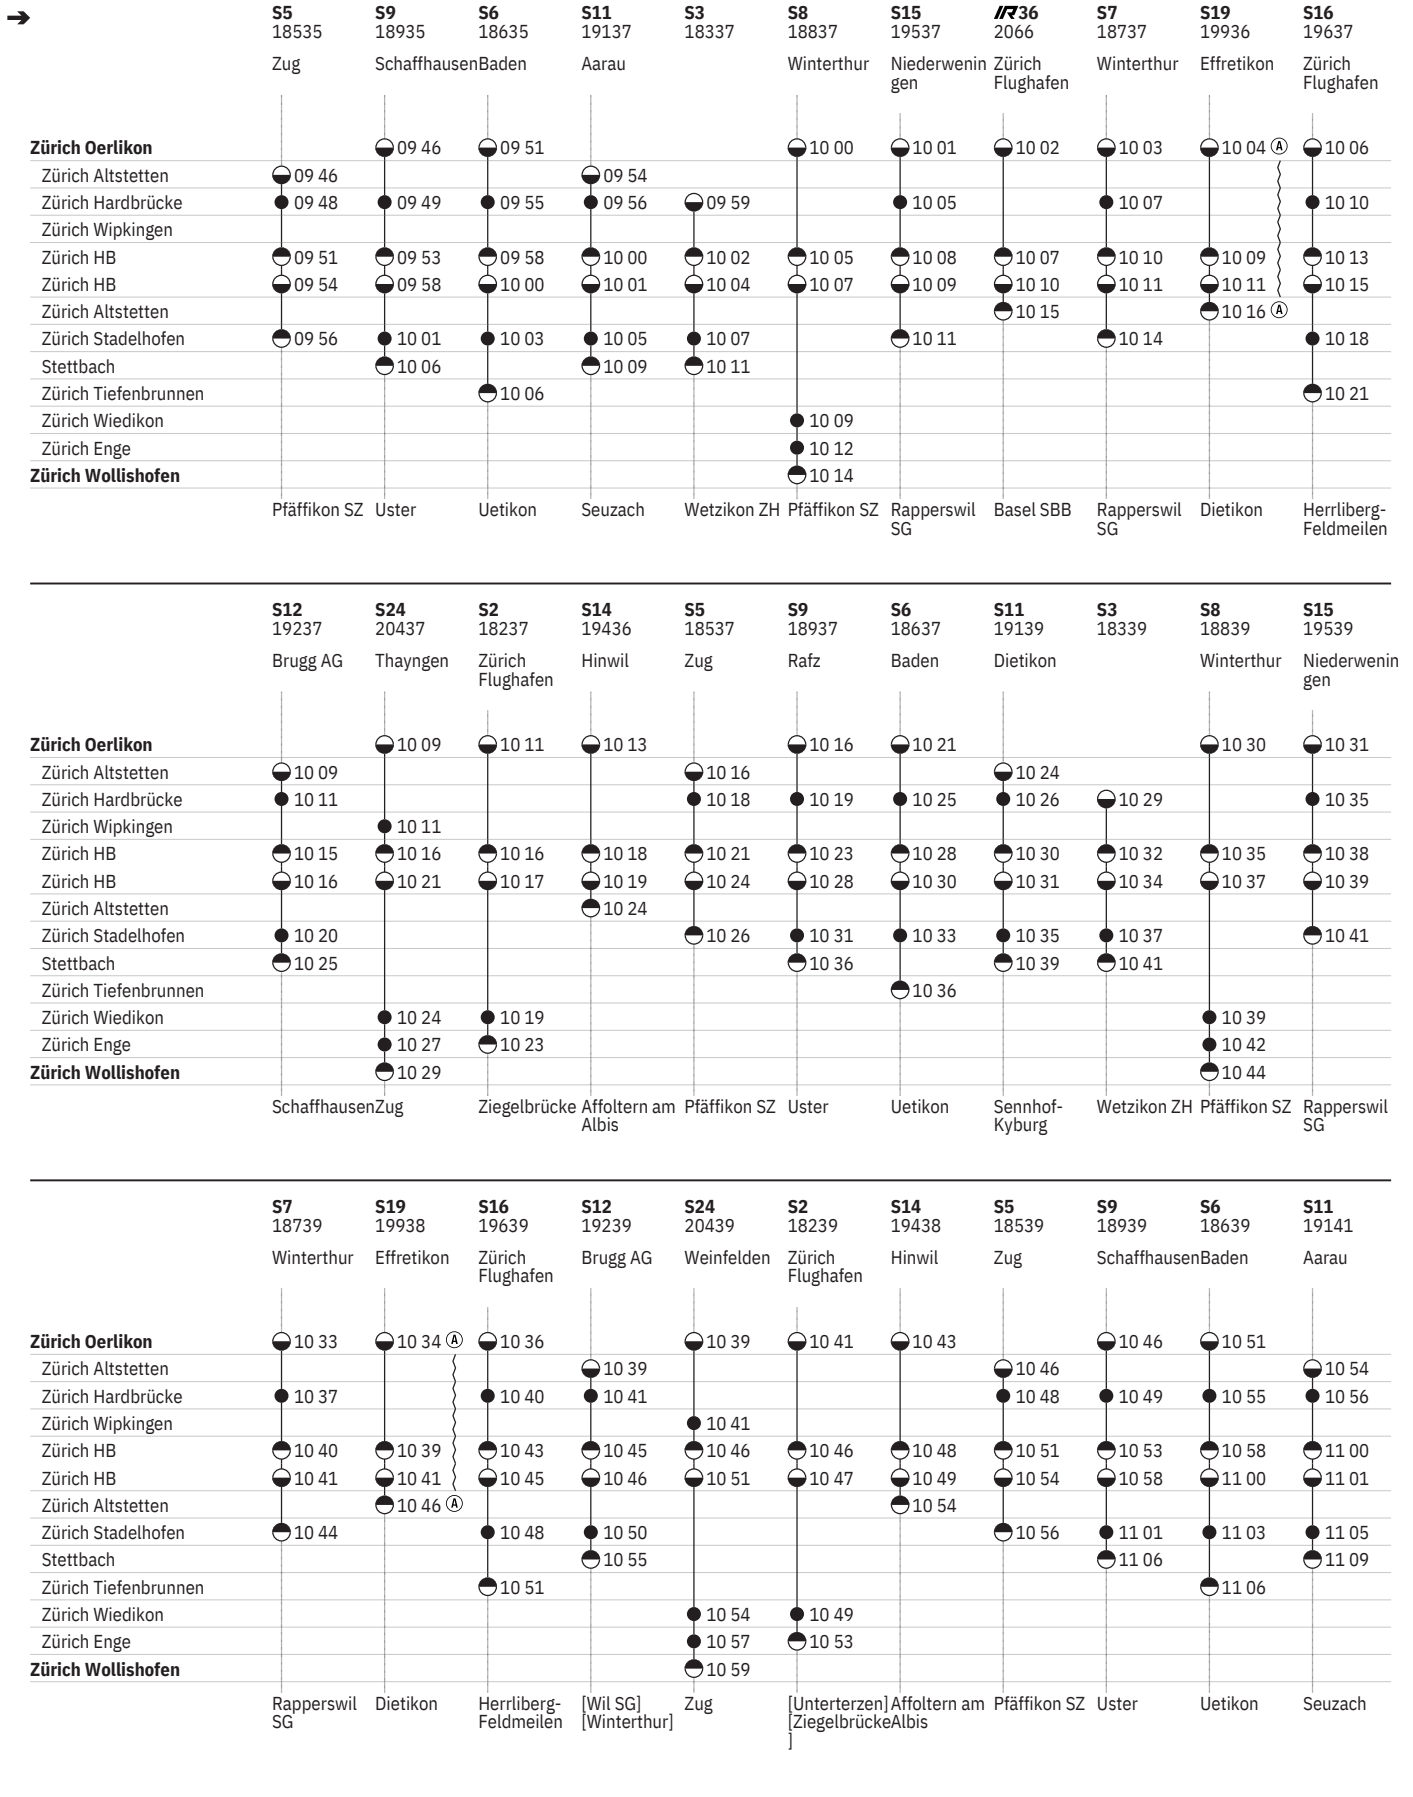 ➔ S5 S9 S6 S11 S3 S8 S15 IR36 S7 S19 S16
18535 18935 18635 19137 18337 18837 19537 2066 18737 19936 19637
Zug Schaffhausen Baden Aarau Winterthur Niederwenin Zürich Winterthur Effretikon Zürich
gen Flughafen Flughafen
Zürich Oerlikon 09 46 09 51 10 00 10 01 10 02 10 03 10 04 Ⓐ 10 06
Zürich Altstetten 09 46 09 54
Zürich Hardbrücke 09 48 09 49 09 55 09 56 09 59 10 05 10 07 10 10
Zürich Wipkingen
Zürich HB 09 51 09 53 09 58 10 00 10 02 10 05 10 08 10 07 10 10 10 09 10 13
Zürich HB 09 54 09 58 10 00 10 01 10 04 10 07 10 09 10 10 10 11 10 11 10 15
Zürich Altstetten 10 15 10 16 Ⓐ
Zürich Stadelhofen 09 56 10 01 10 03 10 05 10 07 10 11 10 14 10 18
Stettbach 10 06 10 09 10 11
Zürich Tiefenbrunnen 10 06 10 21
Zürich Wiedikon 10 09
Zürich Enge 10 12
Zürich Wollishofen 10 14
Pfäffikon SZ Uster Uetikon Seuzach Wetzikon ZH Pfäffikon SZ Rapperswil Basel SBB Rapperswil Dietikon Herrliberg-
SG SG Feldmeilen
S12 S24 S2 S14 S5 S9 S6 S11 S3 S8 S15
19237 20437 18237 19436 18537 18937 18637 19139 18339 18839 19539
Brugg AG Thayngen Zürich Hinwil Zug Rafz Baden Dietikon Winterthur Niederwenin
Flughafen gen
Zürich Oerlikon 10 09 10 11 10 13 10 16 10 21 10 30 10 31
Zürich Altstetten 10 09 10 16 10 24
Zürich Hardbrücke 10 11 10 18 10 19 10 25 10 26 10 29 10 35
Zürich Wipkingen 10 11
Zürich HB 10 15 10 16 10 16 10 18 10 21 10 23 10 28 10 30 10 32 10 35 10 38
Zürich HB 10 16 10 21 10 17 10 19 10 24 10 28 10 30 10 31 10 34 10 37 10 39
Zürich Altstetten 10 24
Zürich Stadelhofen 10 20 10 26 10 31 10 33 10 35 10 37 10 41
Stettbach 10 25 10 36 10 39 10 41
Zürich Tiefenbrunnen 10 36
Zürich Wiedikon 10 24 10 19 10 39
Zürich Enge 10 27 10 23 10 42
Zürich Wollishofen 10 29 10 44
Schaffhausen Zug Ziegelbrücke Affoltern am Pfäffikon SZ Uster Uetikon Sennhof- Wetzikon ZH Pfäffikon SZ Rapperswil
Albis Kyburg SG
S7 S19 S16 S12 S24 S2 S14 S5 S9 S6 S11
18739 19938 19639 19239 20439 18239 19438 18539 18939 18639 19141
Winterthur Effretikon Zürich Brugg AG Weinfelden Zürich Hinwil Zug Schaffhausen Baden Aarau
Flughafen Flughafen
Zürich Oerlikon 10 33 10 34 Ⓐ 10 36 10 39 10 41 10 43 10 46 10 51
Zürich Altstetten 10 39 10 46 10 54
Zürich Hardbrücke 10 37 10 40 10 41 10 48 10 49 10 55 10 56
Zürich Wipkingen 10 41
Zürich HB 10 40 10 39 10 43 10 45 10 46 10 46 10 48 10 51 10 53 10 58 11 00
Zürich HB 10 41 10 41 10 45 10 46 10 51 10 47 10 49 10 54 10 58 11 00 11 01
Zürich Altstetten 10 46 Ⓐ 10 54
Zürich Stadelhofen 10 44 10 48 10 50 10 56 11 01 11 03 11 05
Stettbach 10 55 11 06 11 09
Zürich Tiefenbrunnen 10 51 11 06
Zürich Wiedikon 10 54 10 49
Zürich Enge 10 57 10 53
Zürich Wollishofen 10 59
Rapperswil Dietikon Herrliberg- [Wil SG] Zug [Unterterzen] Affoltern am Pfäffikon SZ Uster Uetikon Seuzach
SG Feldmeilen [Winterthur] [Ziegelbrücke Albis
]